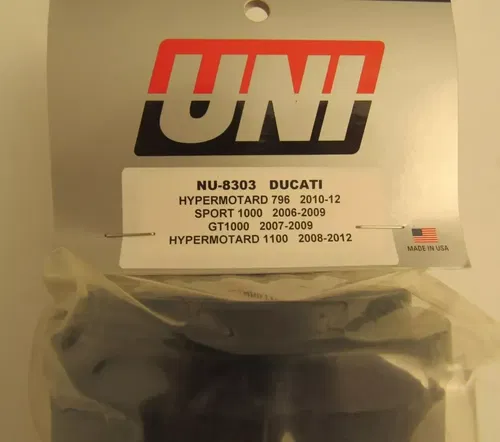 UNI
NU-8303 DUCATI
HYPERMOTARD 796 2010-12
SPORT 1000 2006-2009
GT1000 2007-2009
HYPERMOTARD 1100 2008-2012
MADE IN USA